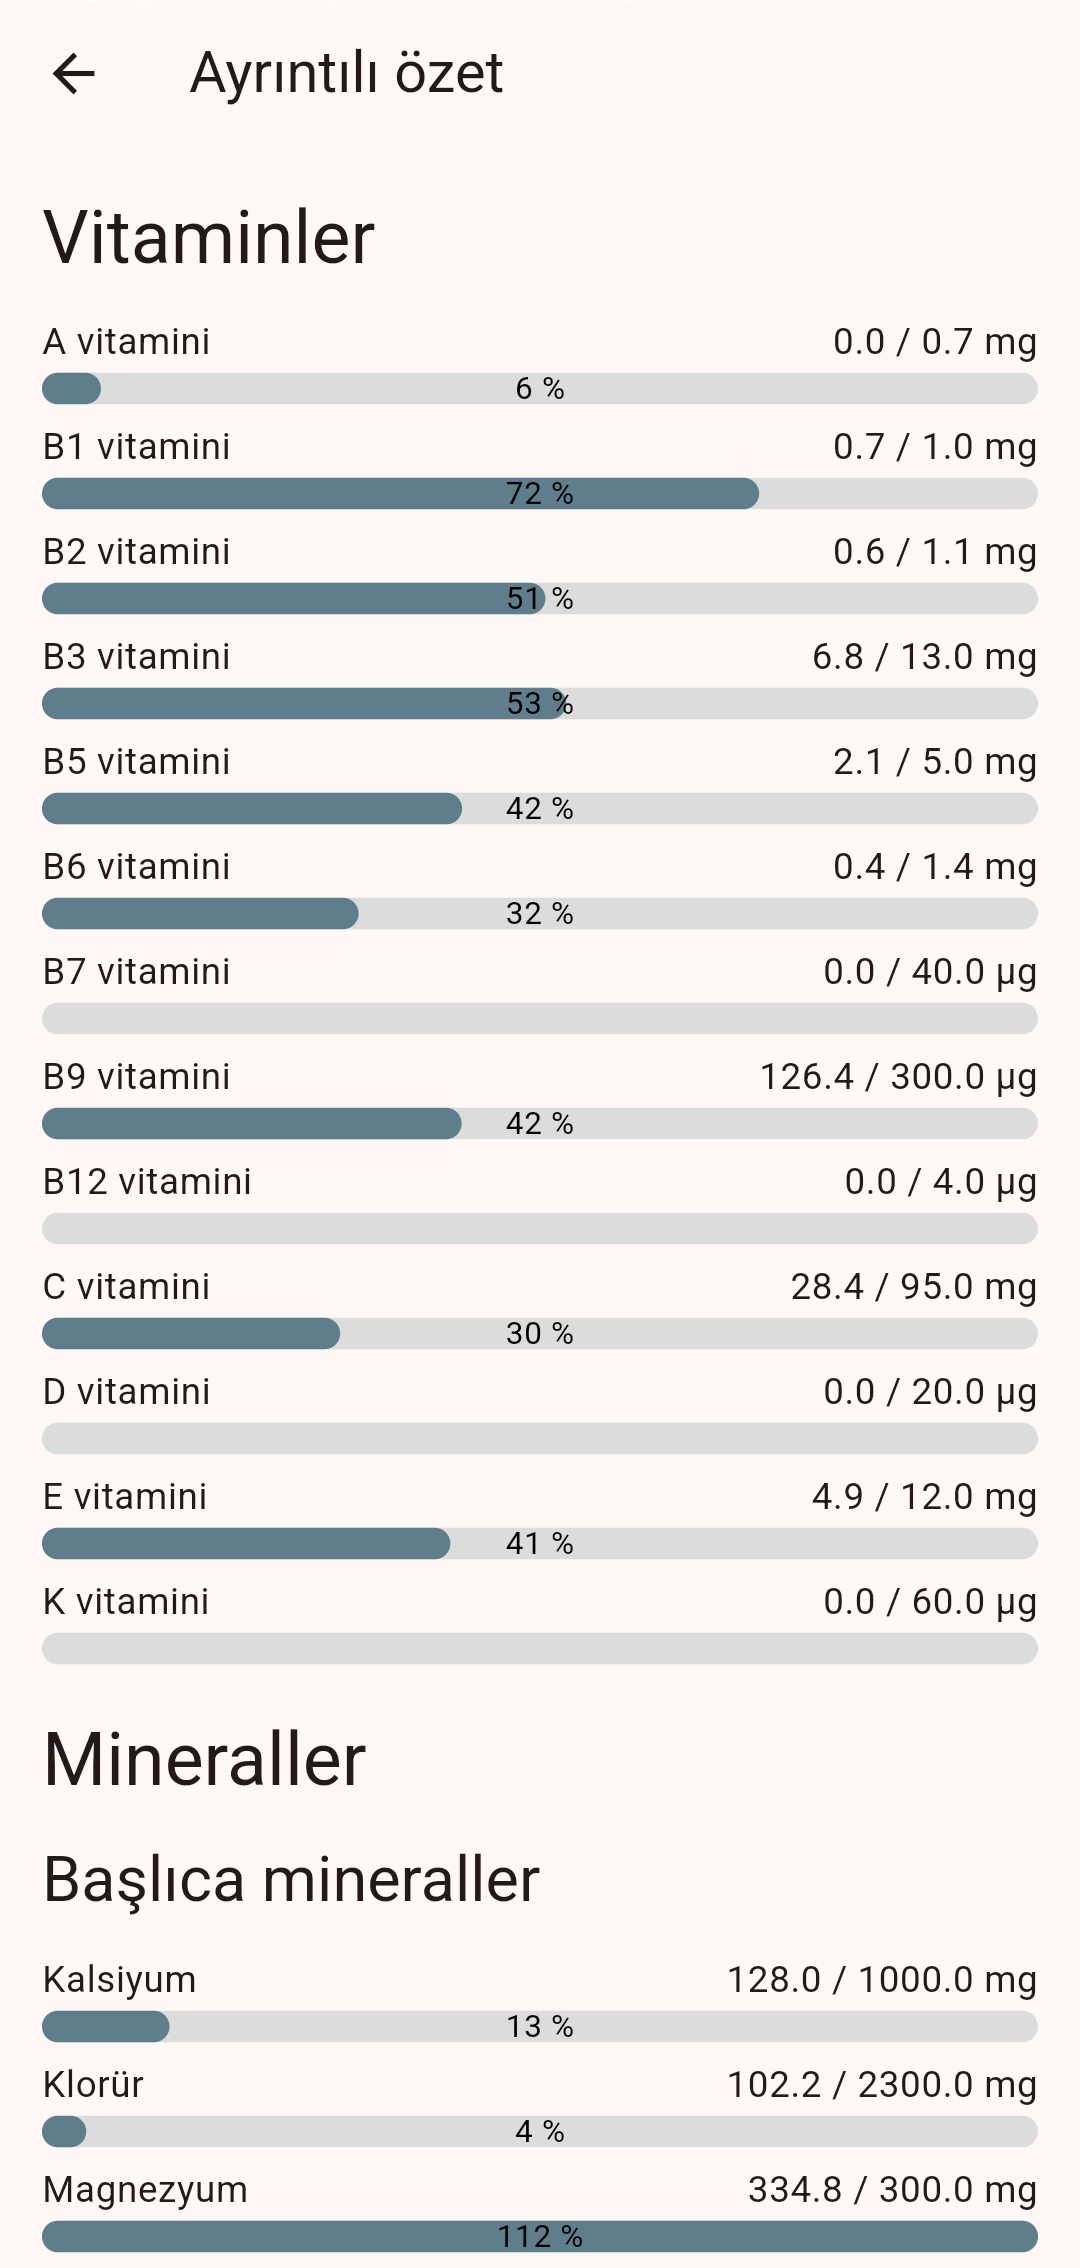 Ayrıntılı özet
Vitaminler
A vitamini 0.0 / 0.7 mg
6 %
B1 vitamini 0.7 / 1.0 mg
72 %
B2 vitamini 0.6 / 1.1 mg
51 %
B3 vitamini 6.8 / 13.0 mg
53 %
B5 vitamini 2.1 / 5.0 mg
42 %
B6 vitamini 0.4 / 1.4 mg
32 %
B7 vitamini 0.0 / 40.0 µg
B9 vitamini 126.4 / 300.0 µg
42 %
B12 vitamini 0.0 / 4.0 µg
C vitamini 28.4 / 95.0 mg
30 %
D vitamini 0.0 / 20.0 µg
E vitamini 4.9 / 12.0 mg
41 %
K vitamini 0.0 / 60.0 µg
Mineraller
Başlıca mineraller
Kalsiyum 128.0 / 1000.0 mg
13 %
Klorür 102.2 / 2300.0 mg
4 %
Magnezyum 334.8 / 300.0 mg
112 %